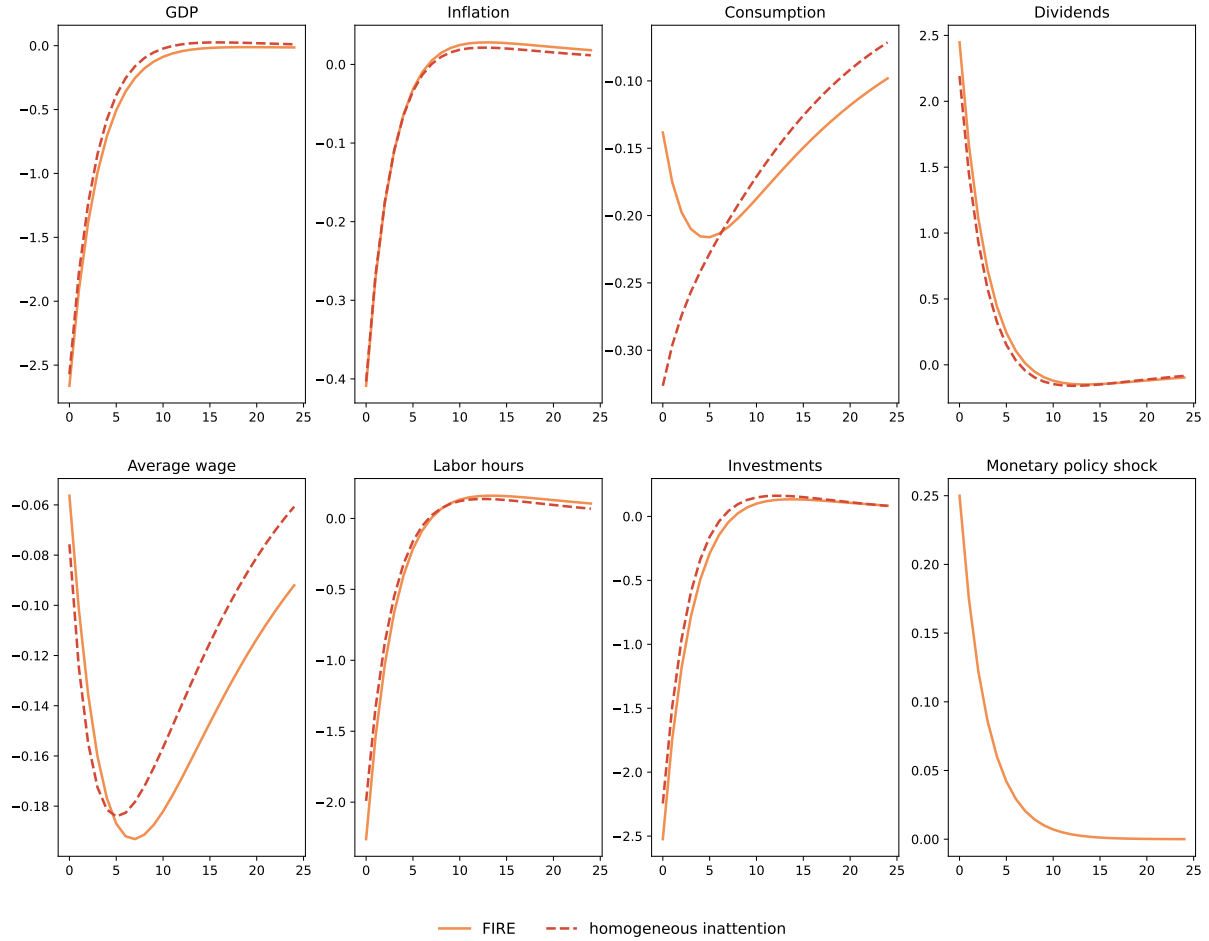 GDP
Inflation
Consumption
Dividends
0.0
−0.5
−1.0
−1.5
−2.0
−2.5
0 5 10 15 20 25
0.0
−0.1
−0.2
−0.3
−0.4
0 5 10 15 20 25
−0.10
−0.15
−0.20
−0.25
−0.30
0 5 10 15 20 25
2.5
2.0
1.5
1.0
0.5
0.0
0 5 10 15 20 25
Average wage
Labor hours
Investments
Monetary policy shock
−0.06
−0.08
−0.10
−0.12
−0.14
−0.16
−0.18
0 5 10 15 20 25
0.0
−0.5
−1.0
−1.5
−2.0
0 5 10 15 20 25
0.0
−0.5
−1.0
−1.5
−2.0
−2.5
0 5 10 15 20 25
0.25
0.20
0.15
0.10
0.05
0.00
0 5 10 15 20 25
FIRE
homogeneous inattention